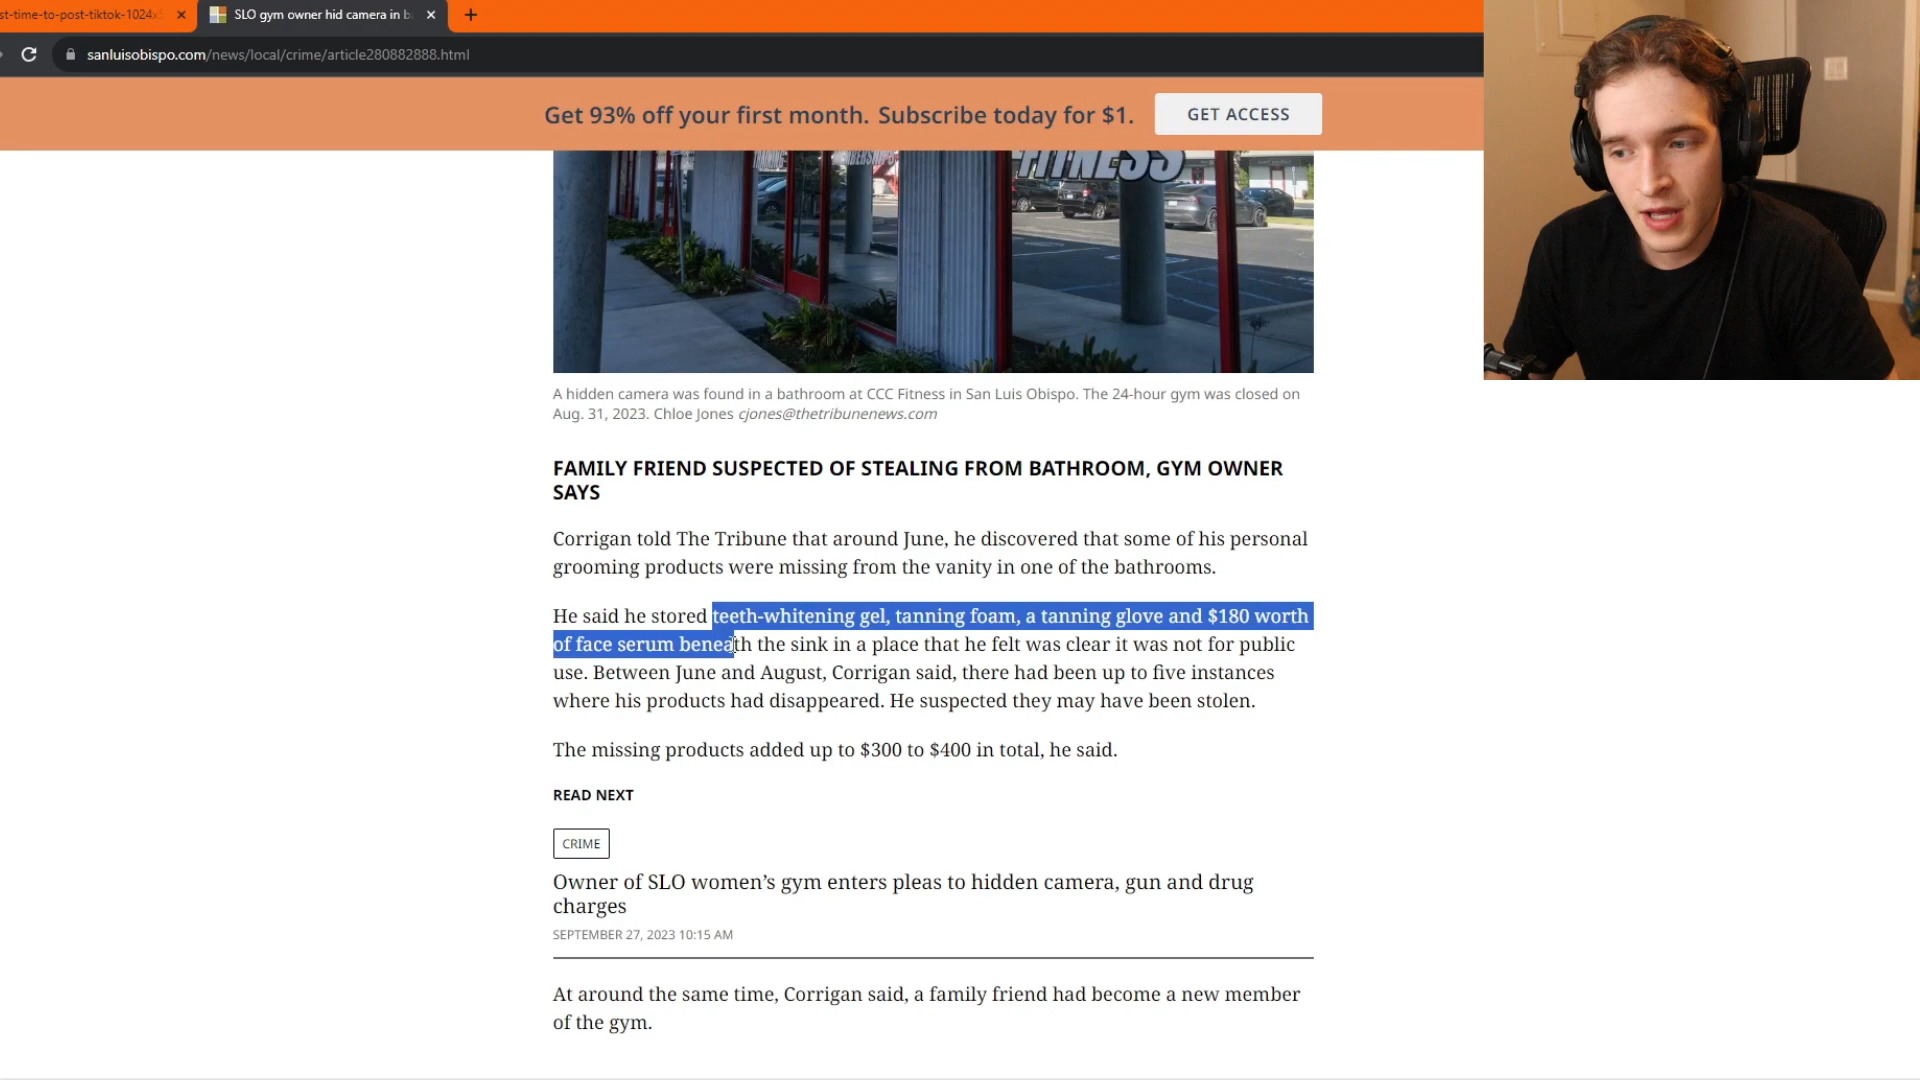 st-time-to-post-tiktok-1024x
SLO gym owner hid camera in b
sanluisobispo.com/news/local/crime/article280882888.html
Get 93% off your first month. Subscribe today for $1.
GET ACCESS
FITNESS
A hidden camera was found in a bathroom at CCC Fitness in San Luis Obispo. The 24-hour gym was closed on
Aug. 31, 2023. Chloe Jones cjones@thetribunenews.com
FAMILY FRIEND SUSPECTED OF STEALING FROM BATHROOM, GYM OWNER
SAYS
Corrigan told The Tribune that around June, he discovered that some of his personal
grooming products were missing from the vanity in one of the bathrooms.
He said he stored teeth-whitening gel, tanning foam, a tanning glove and $180 worth
of face serum beneath the sink in a place that he felt was clear it was not for public
use. Between June and August, Corrigan said, there had been up to five instances
where his products had disappeared. He suspected they may have been stolen.
The missing products added up to $300 to $400 in total, he said.
READ NEXT
CRIME
Owner of SLO women’s gym enters pleas to hidden camera, gun and drug
charges
SEPTEMBER 27, 2023 10:15 AM
At around the same time, Corrigan said, a family friend had become a new member
of the gym.